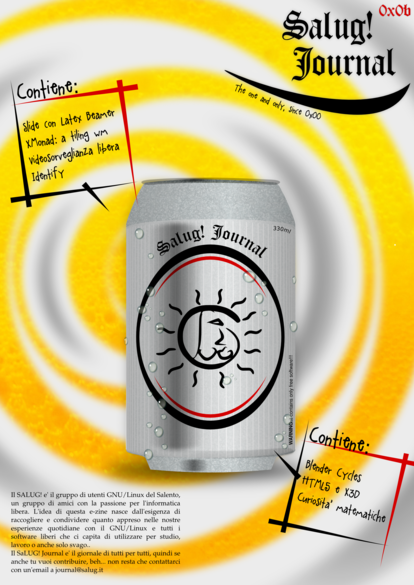 0x0b
Salug!
Journal
The one and only, since 0x00
Contiene:
Slide con Latex Beamer
XMonad: a tiling wm
Videosorveglianza libera
Identify
330ml
Salug! Journal
WARNING: contains only free software!!!
Contiene:
Blender Cycles
HTML5 e X3D
Curiosita' matematiche
Il SALUG! e' il gruppo di utenti GNU/Linux del Salento,
un gruppo di amici con la passione per l'informatica
libera. L'idea di questa e-zine nasce dall'esigenza di
raccogliere e condividere quanto appreso nelle nostre
esperienze quotidiane con il GNU/Linux e tutti i
software liberi che ci capita di utilizzare per studio,
lavoro o anche solo svago..
Il SaLUG! Journal e' il giornale di tutti per tutti, quindi se
anche tu vuoi contribuire, beh... non resta che contattarci
con un'email a journal@salug.it